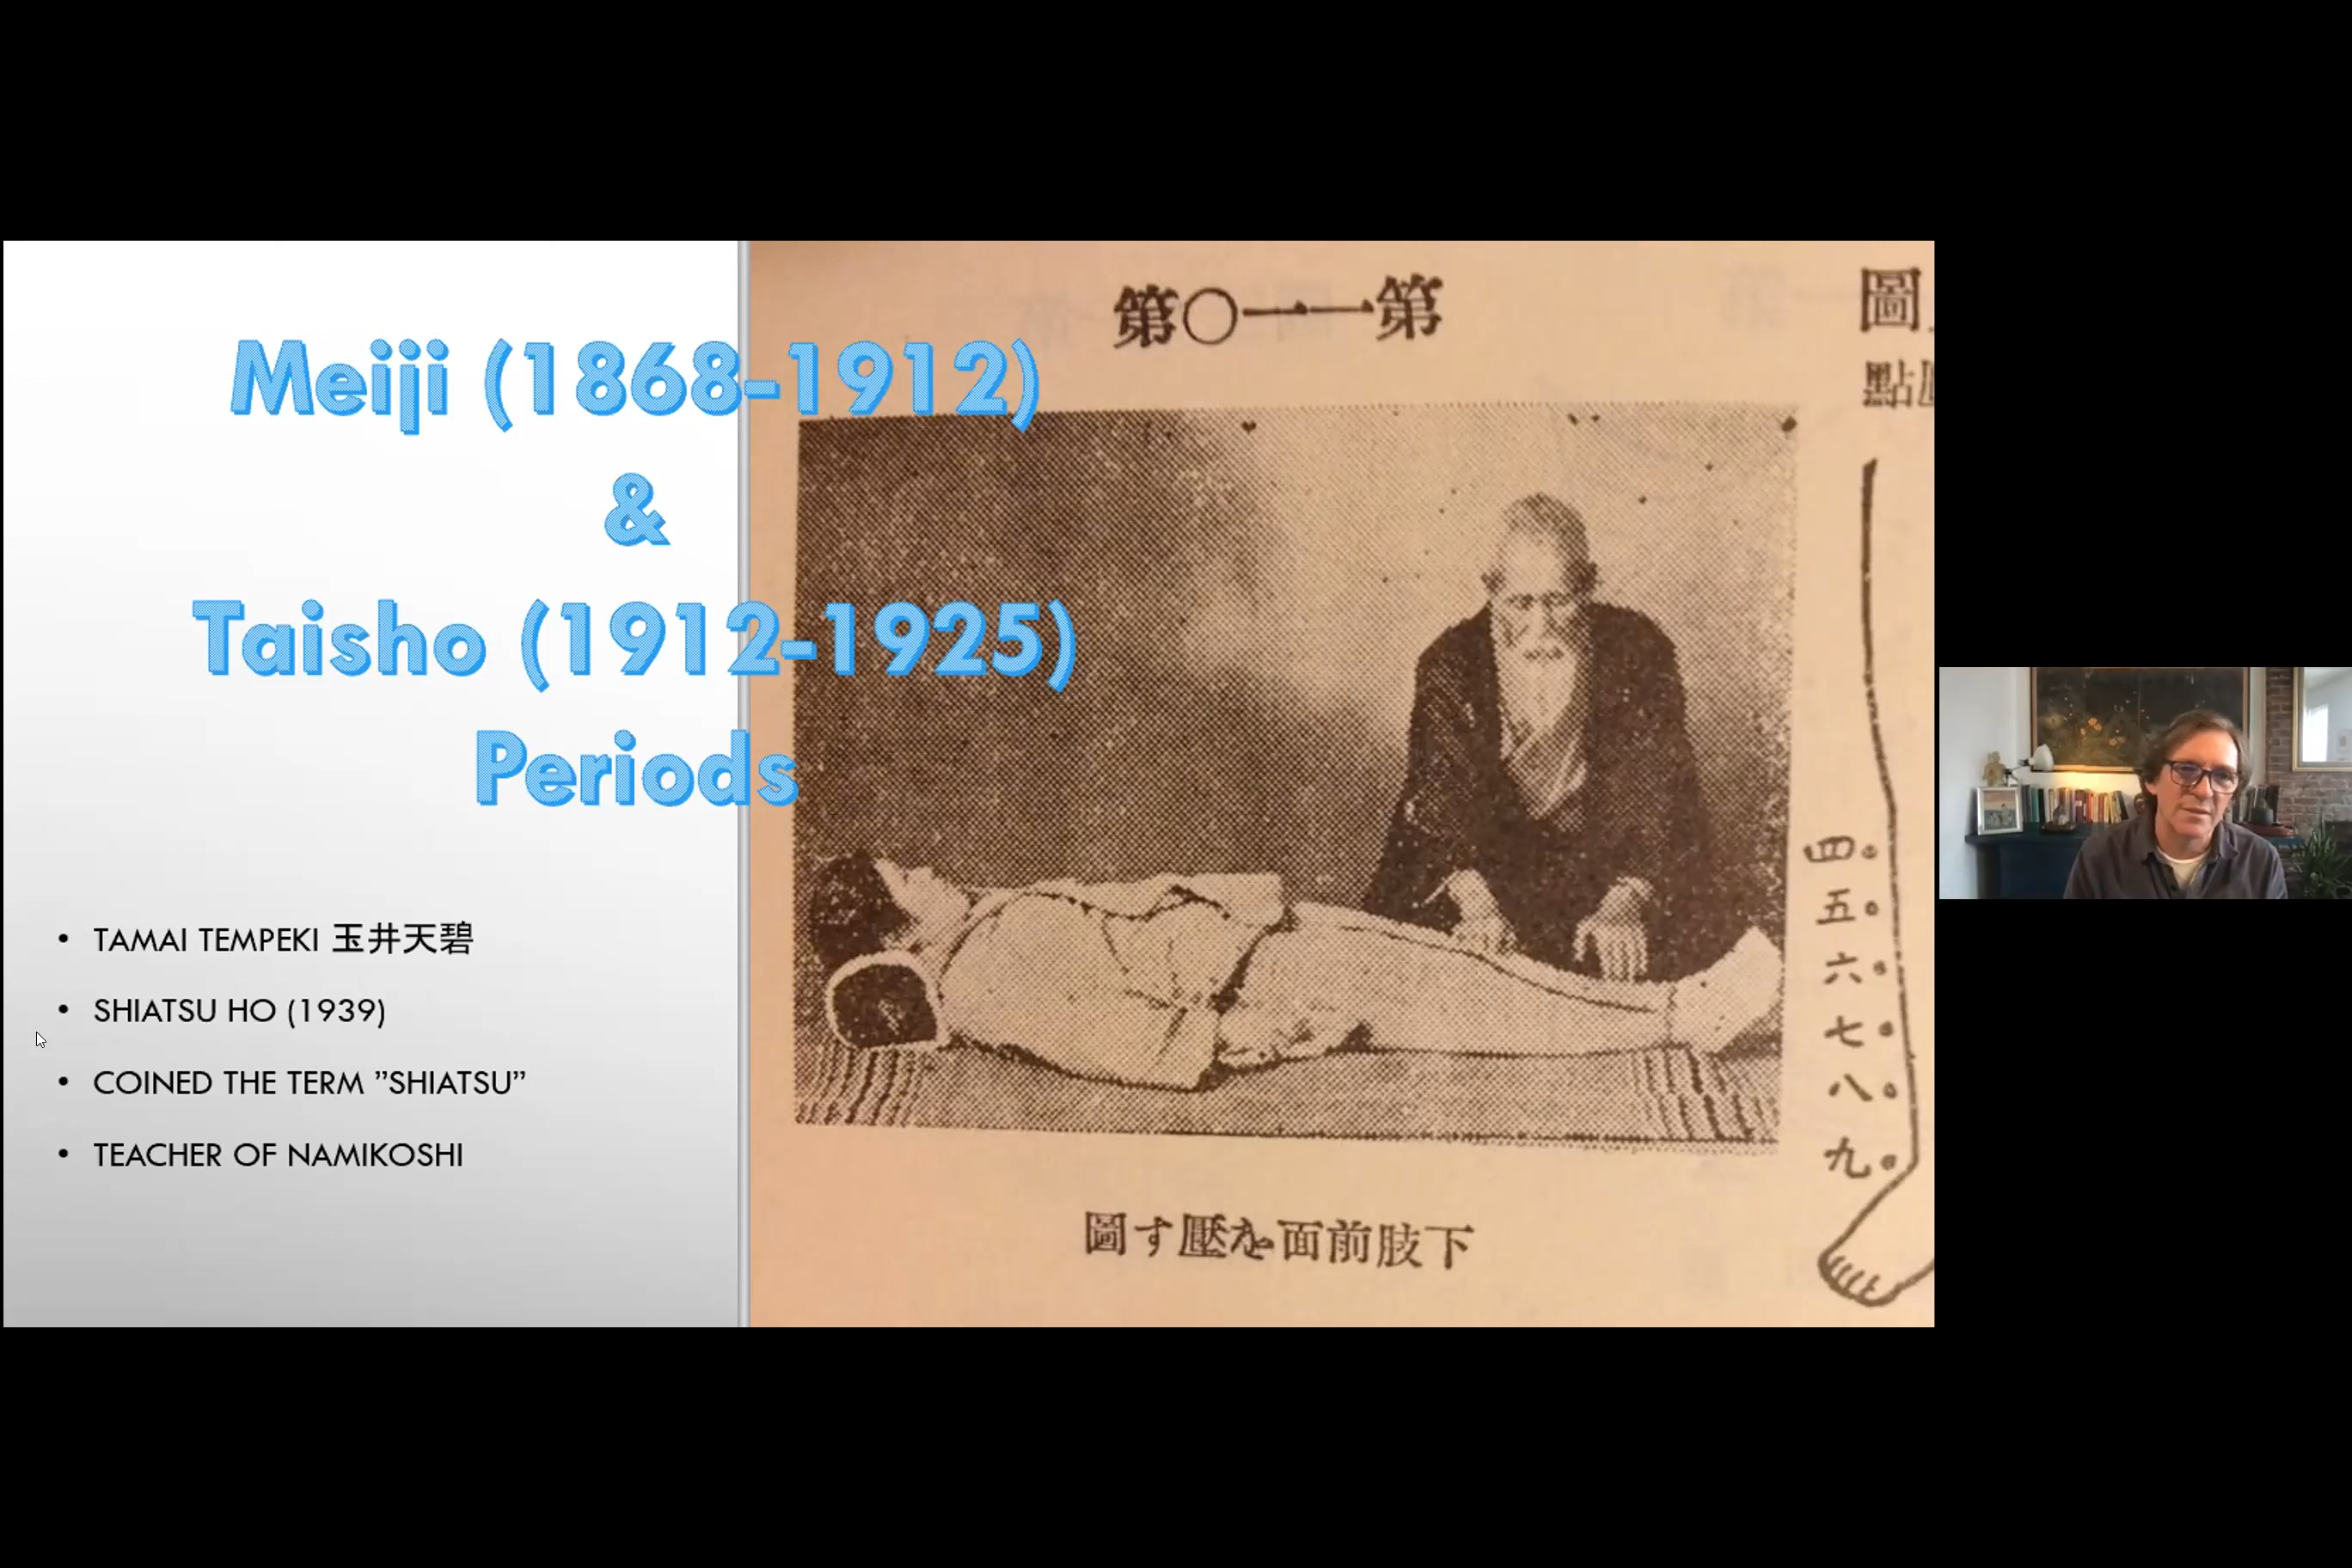 Meiji (1868-1912)
&
Taisho (1912-1925)
Periods
• TAMAI TEMPEKI 玉井天碧
• SHIATSU HO (1939)
• COINED THE TERM ”SHIATSU”
• TEACHER OF NAMIKOSHI
第一一〇第
下肢前面を壓す圖
圖
點
四
五
六
七
八
九